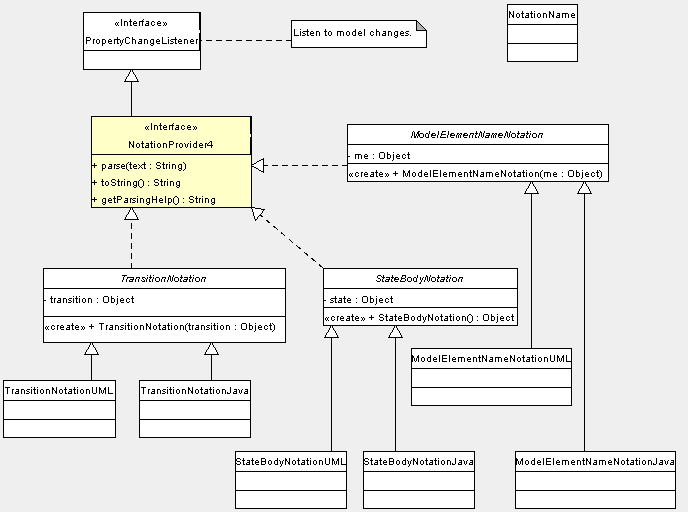 «Interface»
PropertyChangeListener
Listen to model changes.
NotationName
«Interface»
NotationProvider4
+ parse(text : String)
+ toString() : String
+ getParsingHelp() : String
ModelElementNameNotation
- me : Object
«create» + ModelElementNameNotation(me : Object)
TransitionNotation
- transition : Object
«create» + TransitionNotation(transition : Object)
StateBodyNotation
- state : Object
«create» + StateBodyNotation() : Object
ModelElementNameNotationUML
TransitionNotationUML
TransitionNotationJava
StateBodyNotationUML
StateBodyNotationJava
ModelElementNameNotationJava